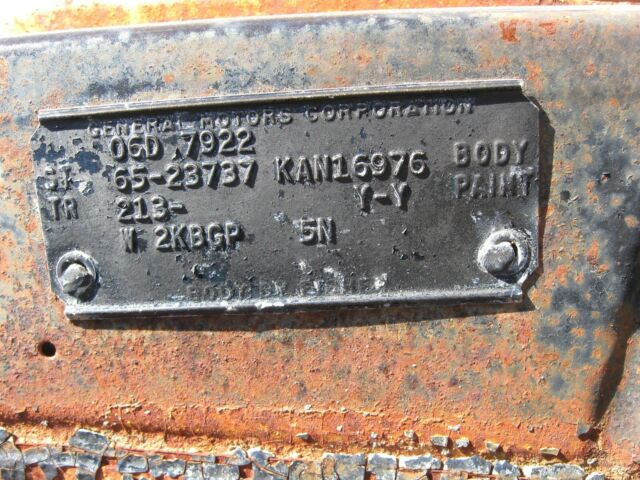 GENERAL MOTORS CORPORATION
06D 7922
ST 65-23737 KAN16976 BODY
TR 213- Y-Y PAINT
W 2KBGP 5N
BODY BY FISHER